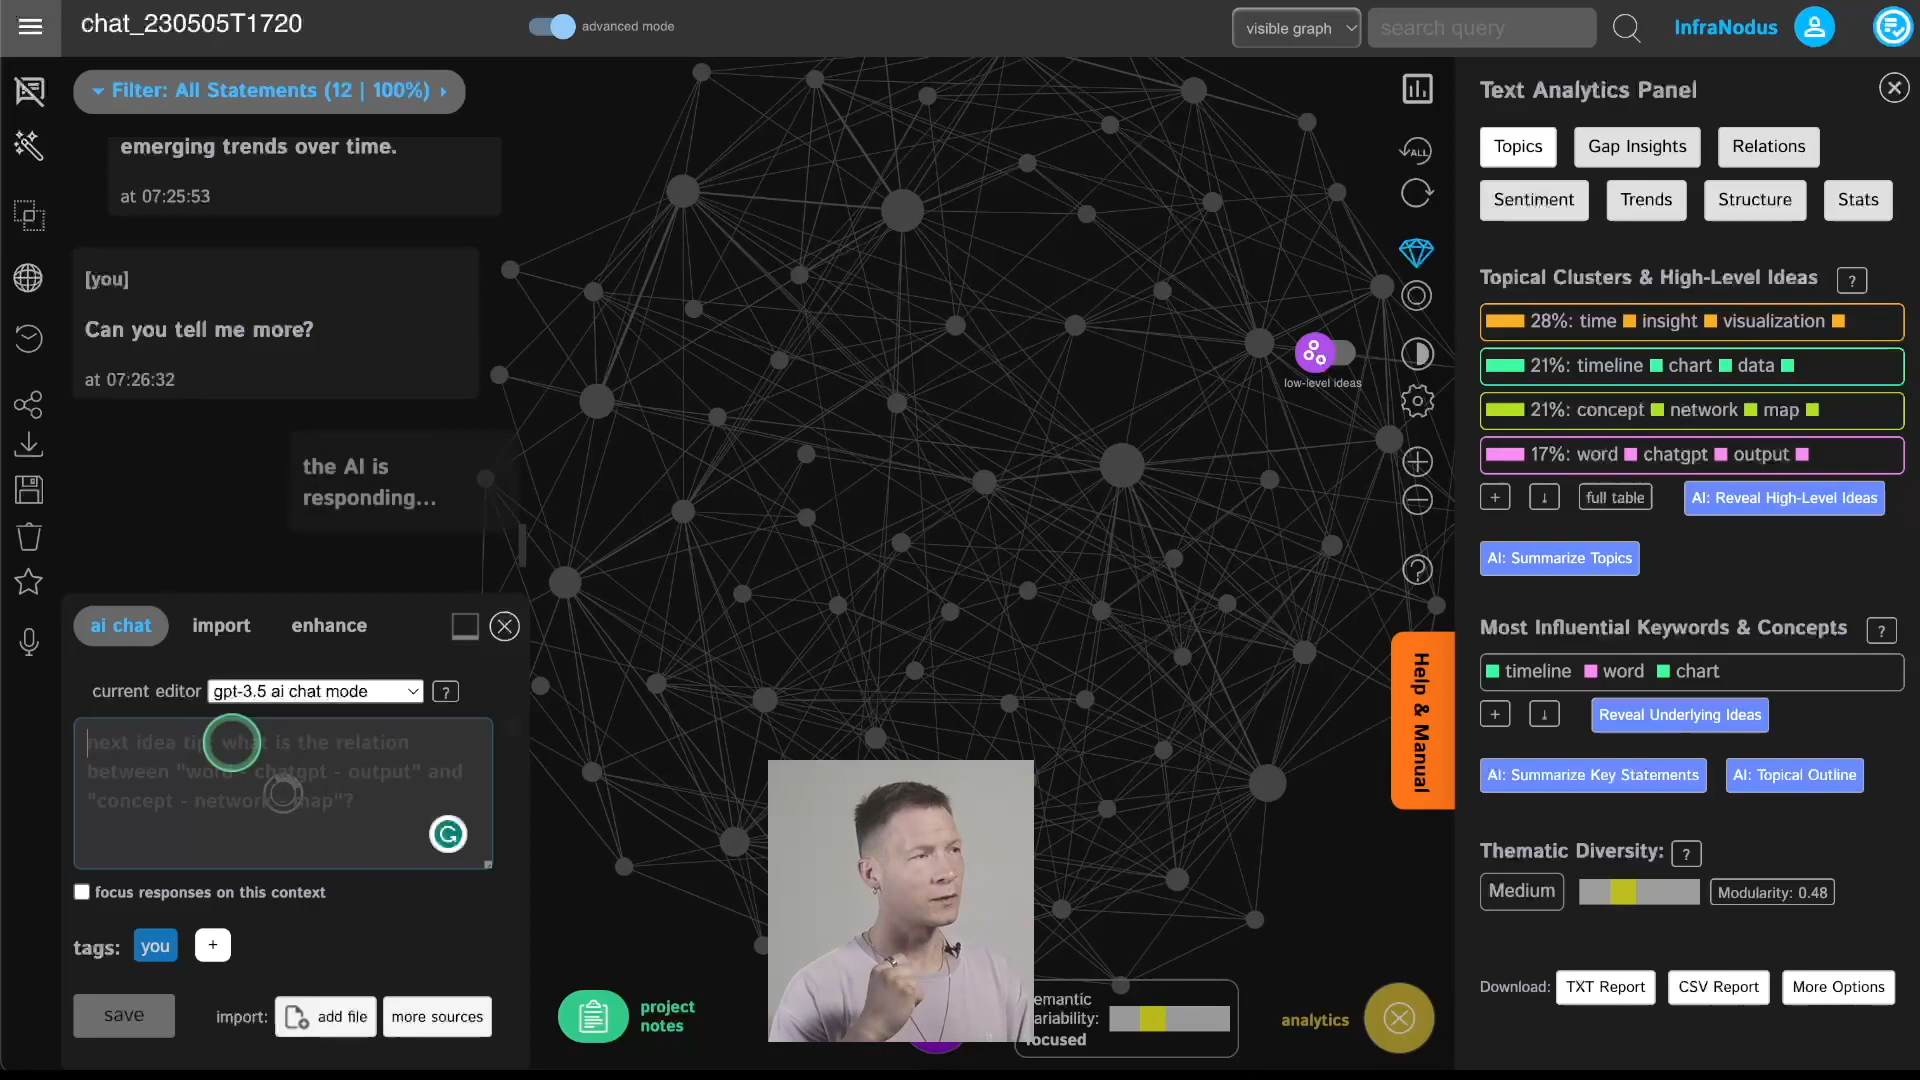 chat_230505T1720
advanced mode
visible graph
search query
InfraNodus
Filter: All Statements (12 | 100%)
emerging trends over time.
at 07:25:53
[you]
Can you tell me more?
at 07:26:32
the AI is
responding...
ai chat
import
enhance
current editor
gpt-3.5 ai chat mode
?
next idea tip: what is the relation
between "word - chatgpt - output" and
"concept - network - map"?
focus responses on this context
tags:
you
+
save
import:
add file
more sources
project
notes
ALL
low-level ideas
Help & Manual
emantic
ariability:
focused
analytics
Text Analytics Panel
Topics
Gap Insights
Relations
Sentiment
Trends
Structure
Stats
Topical Clusters & High-Level Ideas
?
28%: time insight visualization
21%: timeline chart data
21%: concept network map
17%: word chatgpt output
+
full table
AI: Reveal High-Level Ideas
AI: Summarize Topics
Most Influential Keywords & Concepts
?
timeline word chart
+
Reveal Underlying Ideas
AI: Summarize Key Statements
AI: Topical Outline
Thematic Diversity:
?
Medium
Modularity: 0.48
Download:
TXT Report
CSV Report
More Options